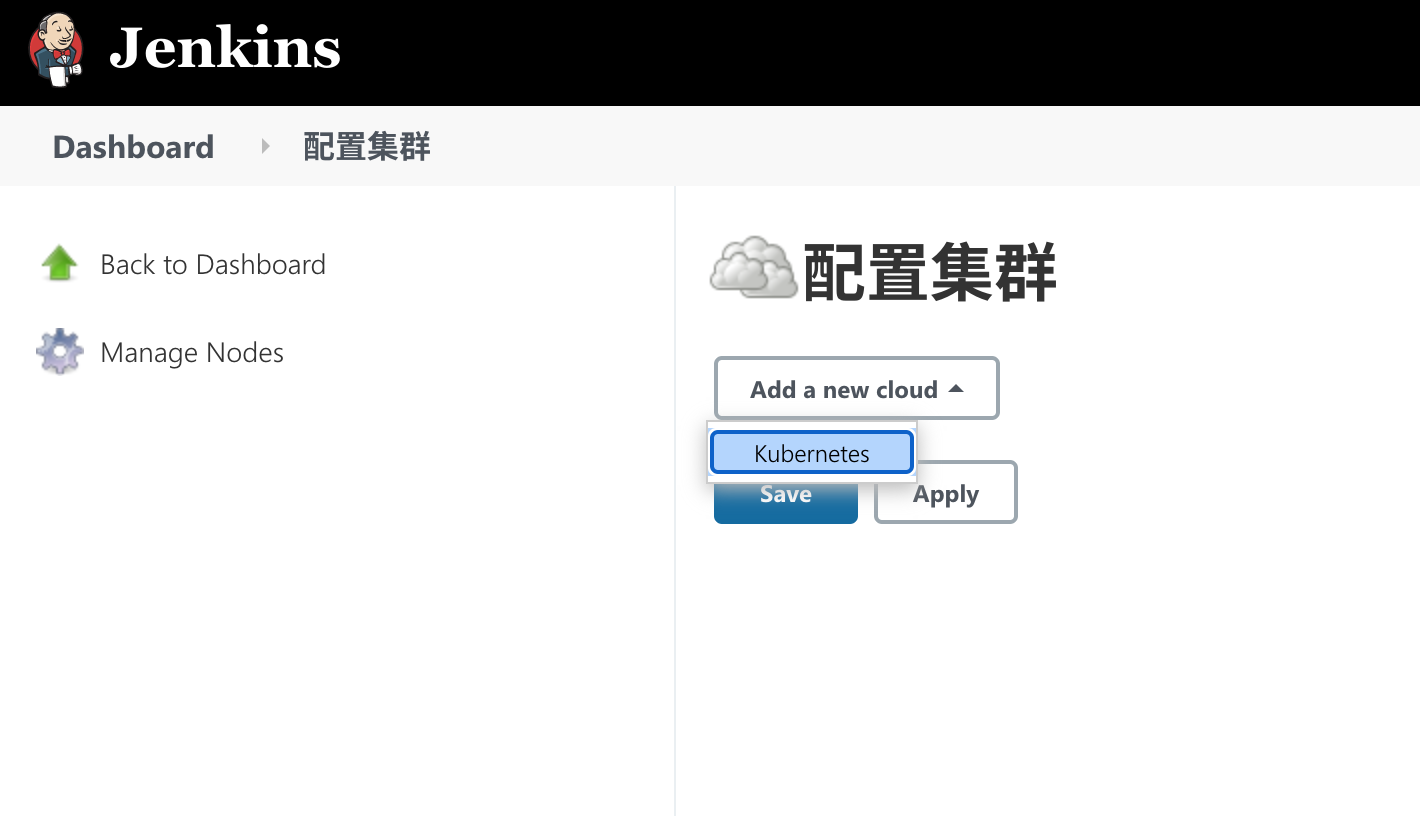 Jenkins
Dashboard 配置集群
Back to Dashboard
Manage Nodes
配置集群
Add a new cloud
Kubernetes
Save Apply